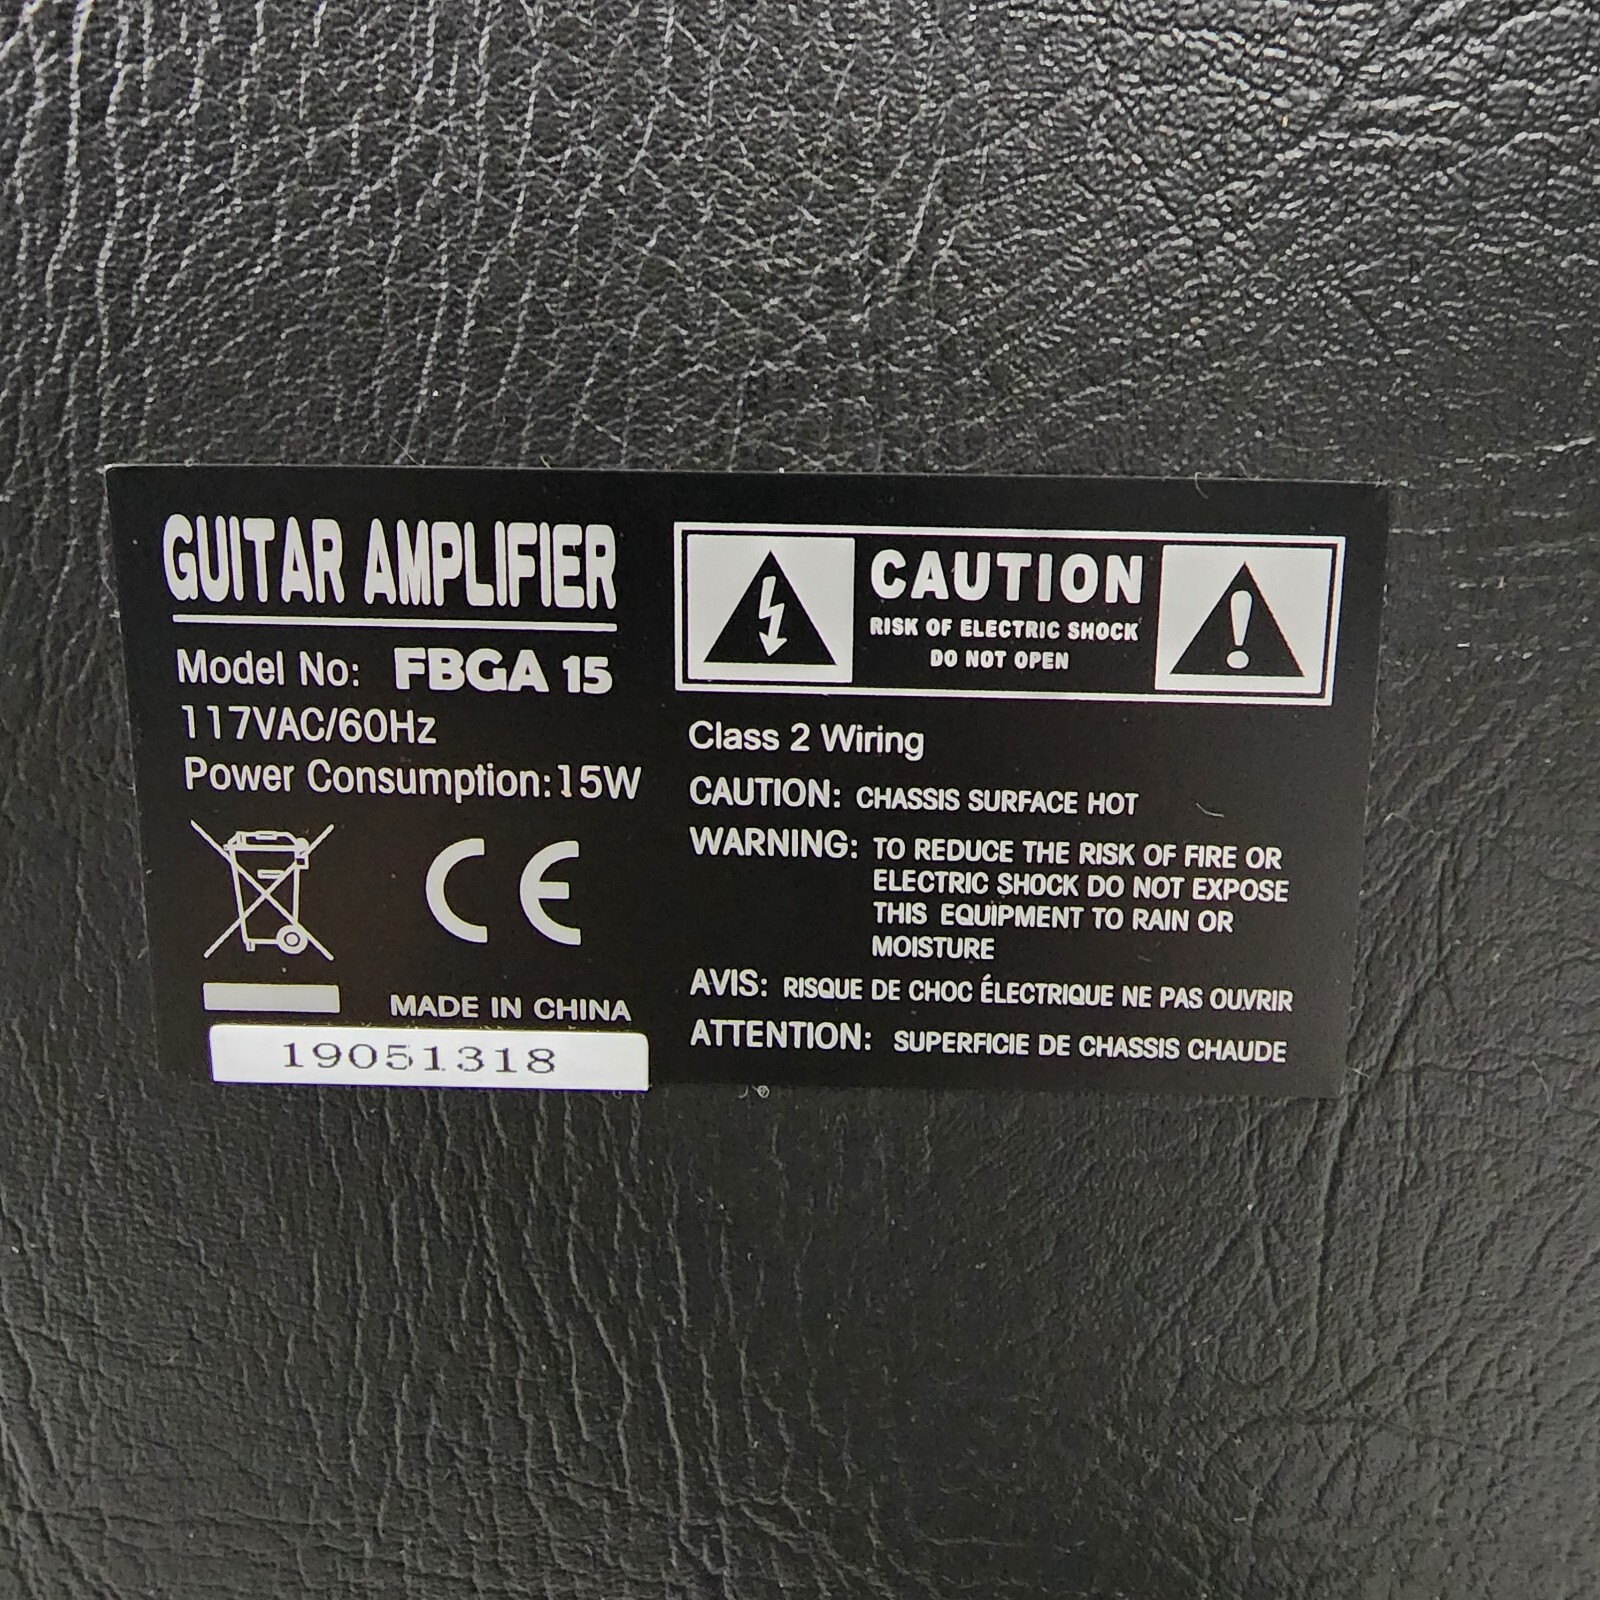 GUITAR AMPLIFIER
Model No: FBGA 15
117VAC/60Hz
Power Consumption:15W
CE
MADE IN CHINA
19051318
CAUTION
RISK OF ELECTRIC SHOCK
DO NOT OPEN
Class 2 Wiring
CAUTION: CHASSIS SURFACE HOT
WARNING: TO REDUCE THE RISK OF FIRE OR
ELECTRIC SHOCK DO NOT EXPOSE
THIS EQUIPMENT TO RAIN OR
MOISTURE
AVIS: RISQUE DE CHOC ÉLECTRIQUE NE PAS OUVRIR
ATTENTION: SUPERFICIE DE CHASSIS CHAUDE